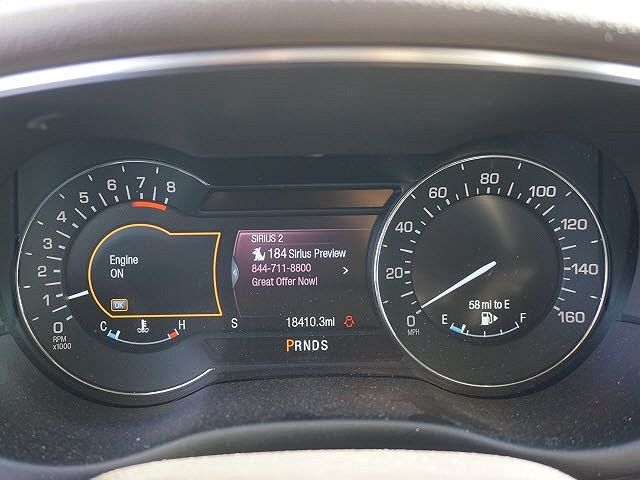 0 1 2 3 4 5 6 7 8
RPM
x1000
Engine
ON
OK
C H
SIRIUS 2
184 Sirius Preview
844-711-8800
Great Offer Now!
S 18410.3mi
PRNDS
0 20 40 60 80 100 120 140 160
MPH
58 mi to E
E F